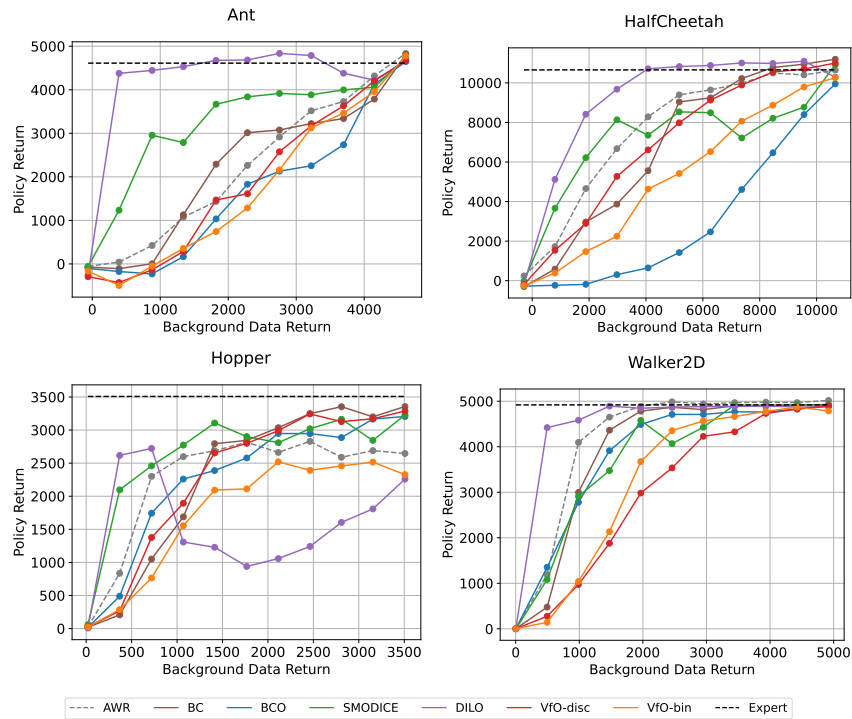 Ant
5000
4000
3000
2000
1000
0
Policy Return
0 1000 2000 3000 4000
Background Data Return
HalfCheetah
10000
8000
6000
4000
2000
0
Policy Return
0 2000 4000 6000 8000 10000
Background Data Return
Hopper
3500
3000
2500
2000
1500
1000
500
0
Policy Return
0 500 1000 1500 2000 2500 3000 3500
Background Data Return
Walker2D
5000
4000
3000
2000
1000
0
Policy Return
0 1000 2000 3000 4000 5000
Background Data Return
AWR BC BCO SMODICE DILO VfO-disc VfO-bin Expert